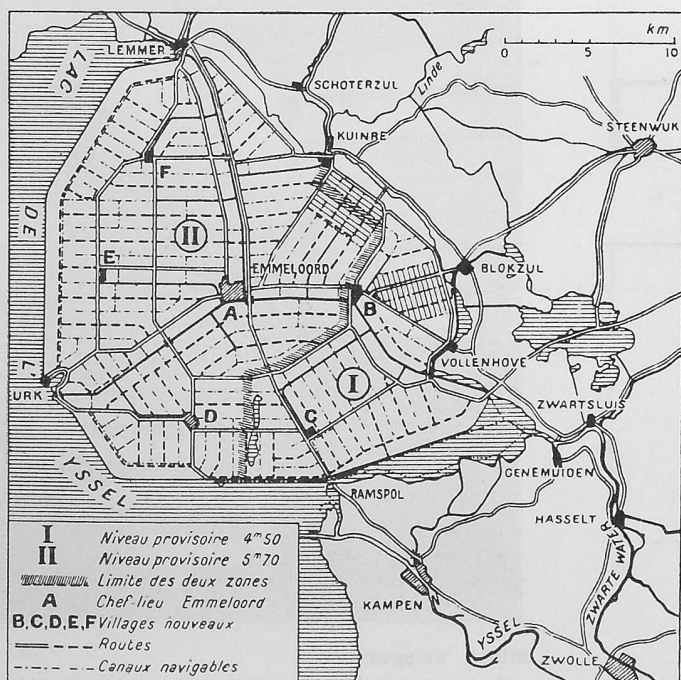 LEMMER
km
0 5 10
LAC
SCHOTERZUL
Linde
KUINRE
STEENWIJK
F
DE
II
E
EMMELOORD
BLOKZUL
A
B
VOLLENHOVE
L'
I
URK
ZWARTSLUIS
D
C
GENEMUIDEN
YSSEL
RAMSPOL
HASSELT
I Niveau provisoire 4m50
II Niveau provisoire 5m70
Limite des deux zones
A Chef-lieu Emmeloord
B,C,D,E,F Villages nouveaux
Routes
Canaux navigables
KAMPEN
YSSEL
ZWARTE WATER
ZWOLLE